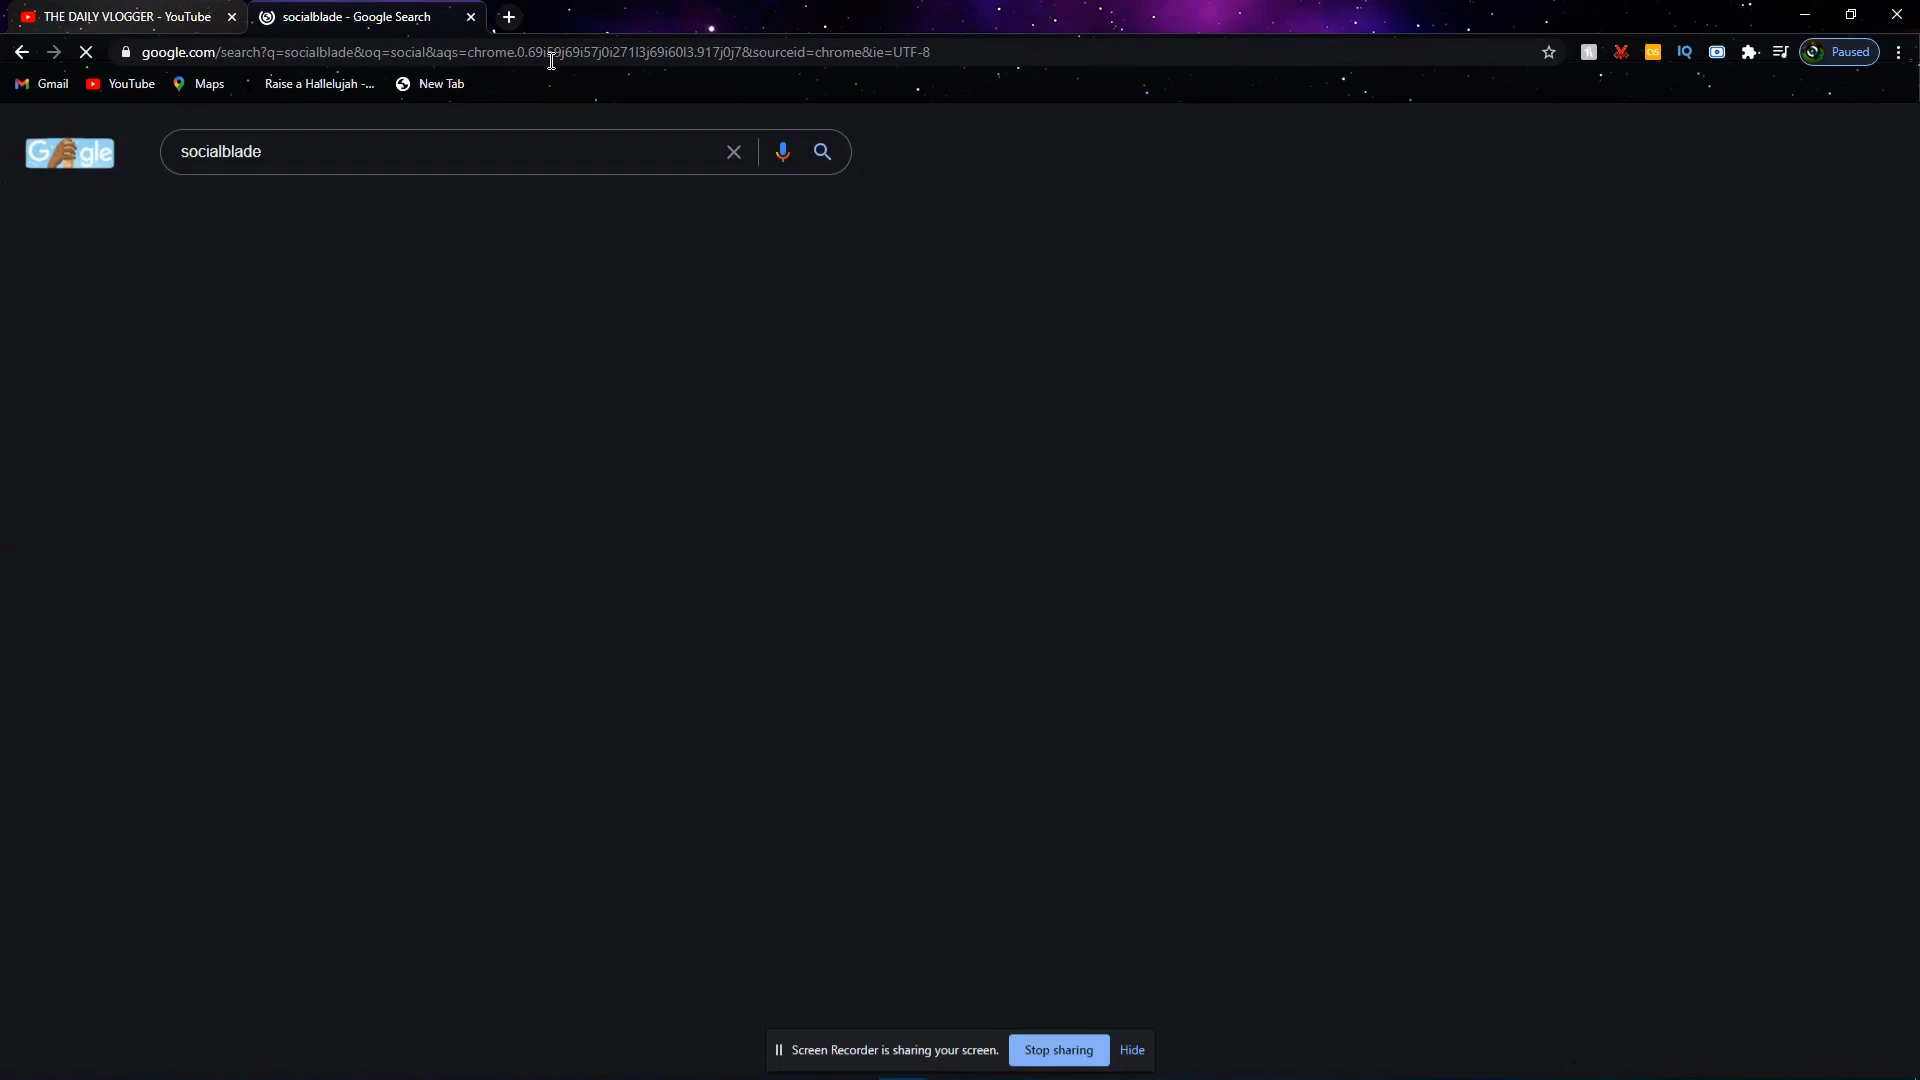 THE DAILY VLOGGER - YouTube
socialblade - Google Search
google.com/search?q=socialblade&oq=social&aqs=chrome.0.69i59j69i57j0i271l3j69i60l3.917j0j7&sourceid=chrome&ie=UTF-8
Paused
Gmail
YouTube
Maps
Raise a Hallelujah -...
New Tab
Google
socialblade
Screen Recorder is sharing your screen.
Stop sharing
Hide